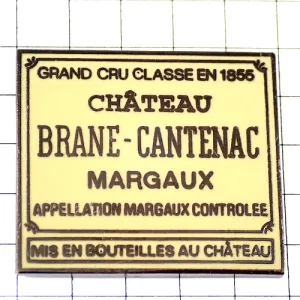 GRAND CRU CLASSE EN 1855
CHÂTEAU
BRANE-CANTENAC
MARGAUX
APPELLATION MARGAUX CONTROLEE
MIS EN BOUTEILLES AU CHÂTEAU